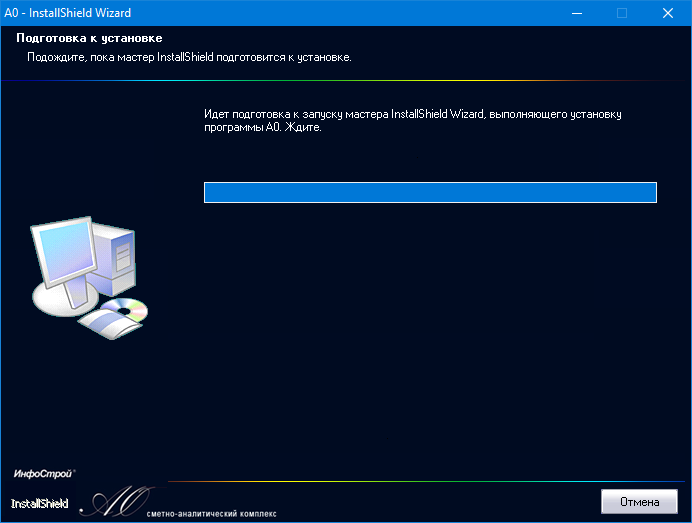 A0 - InstallShield Wizard
Подготовка к установке
Подождите, пока мастер InstallShield подготовится к установке.
Идет подготовка к запуску мастера InstallShield Wizard, выполняющего установку
программы A0. Ждите.
ИнфоСтрой™
InstallShield
A0
сметно-аналитический комплекс
Отмена